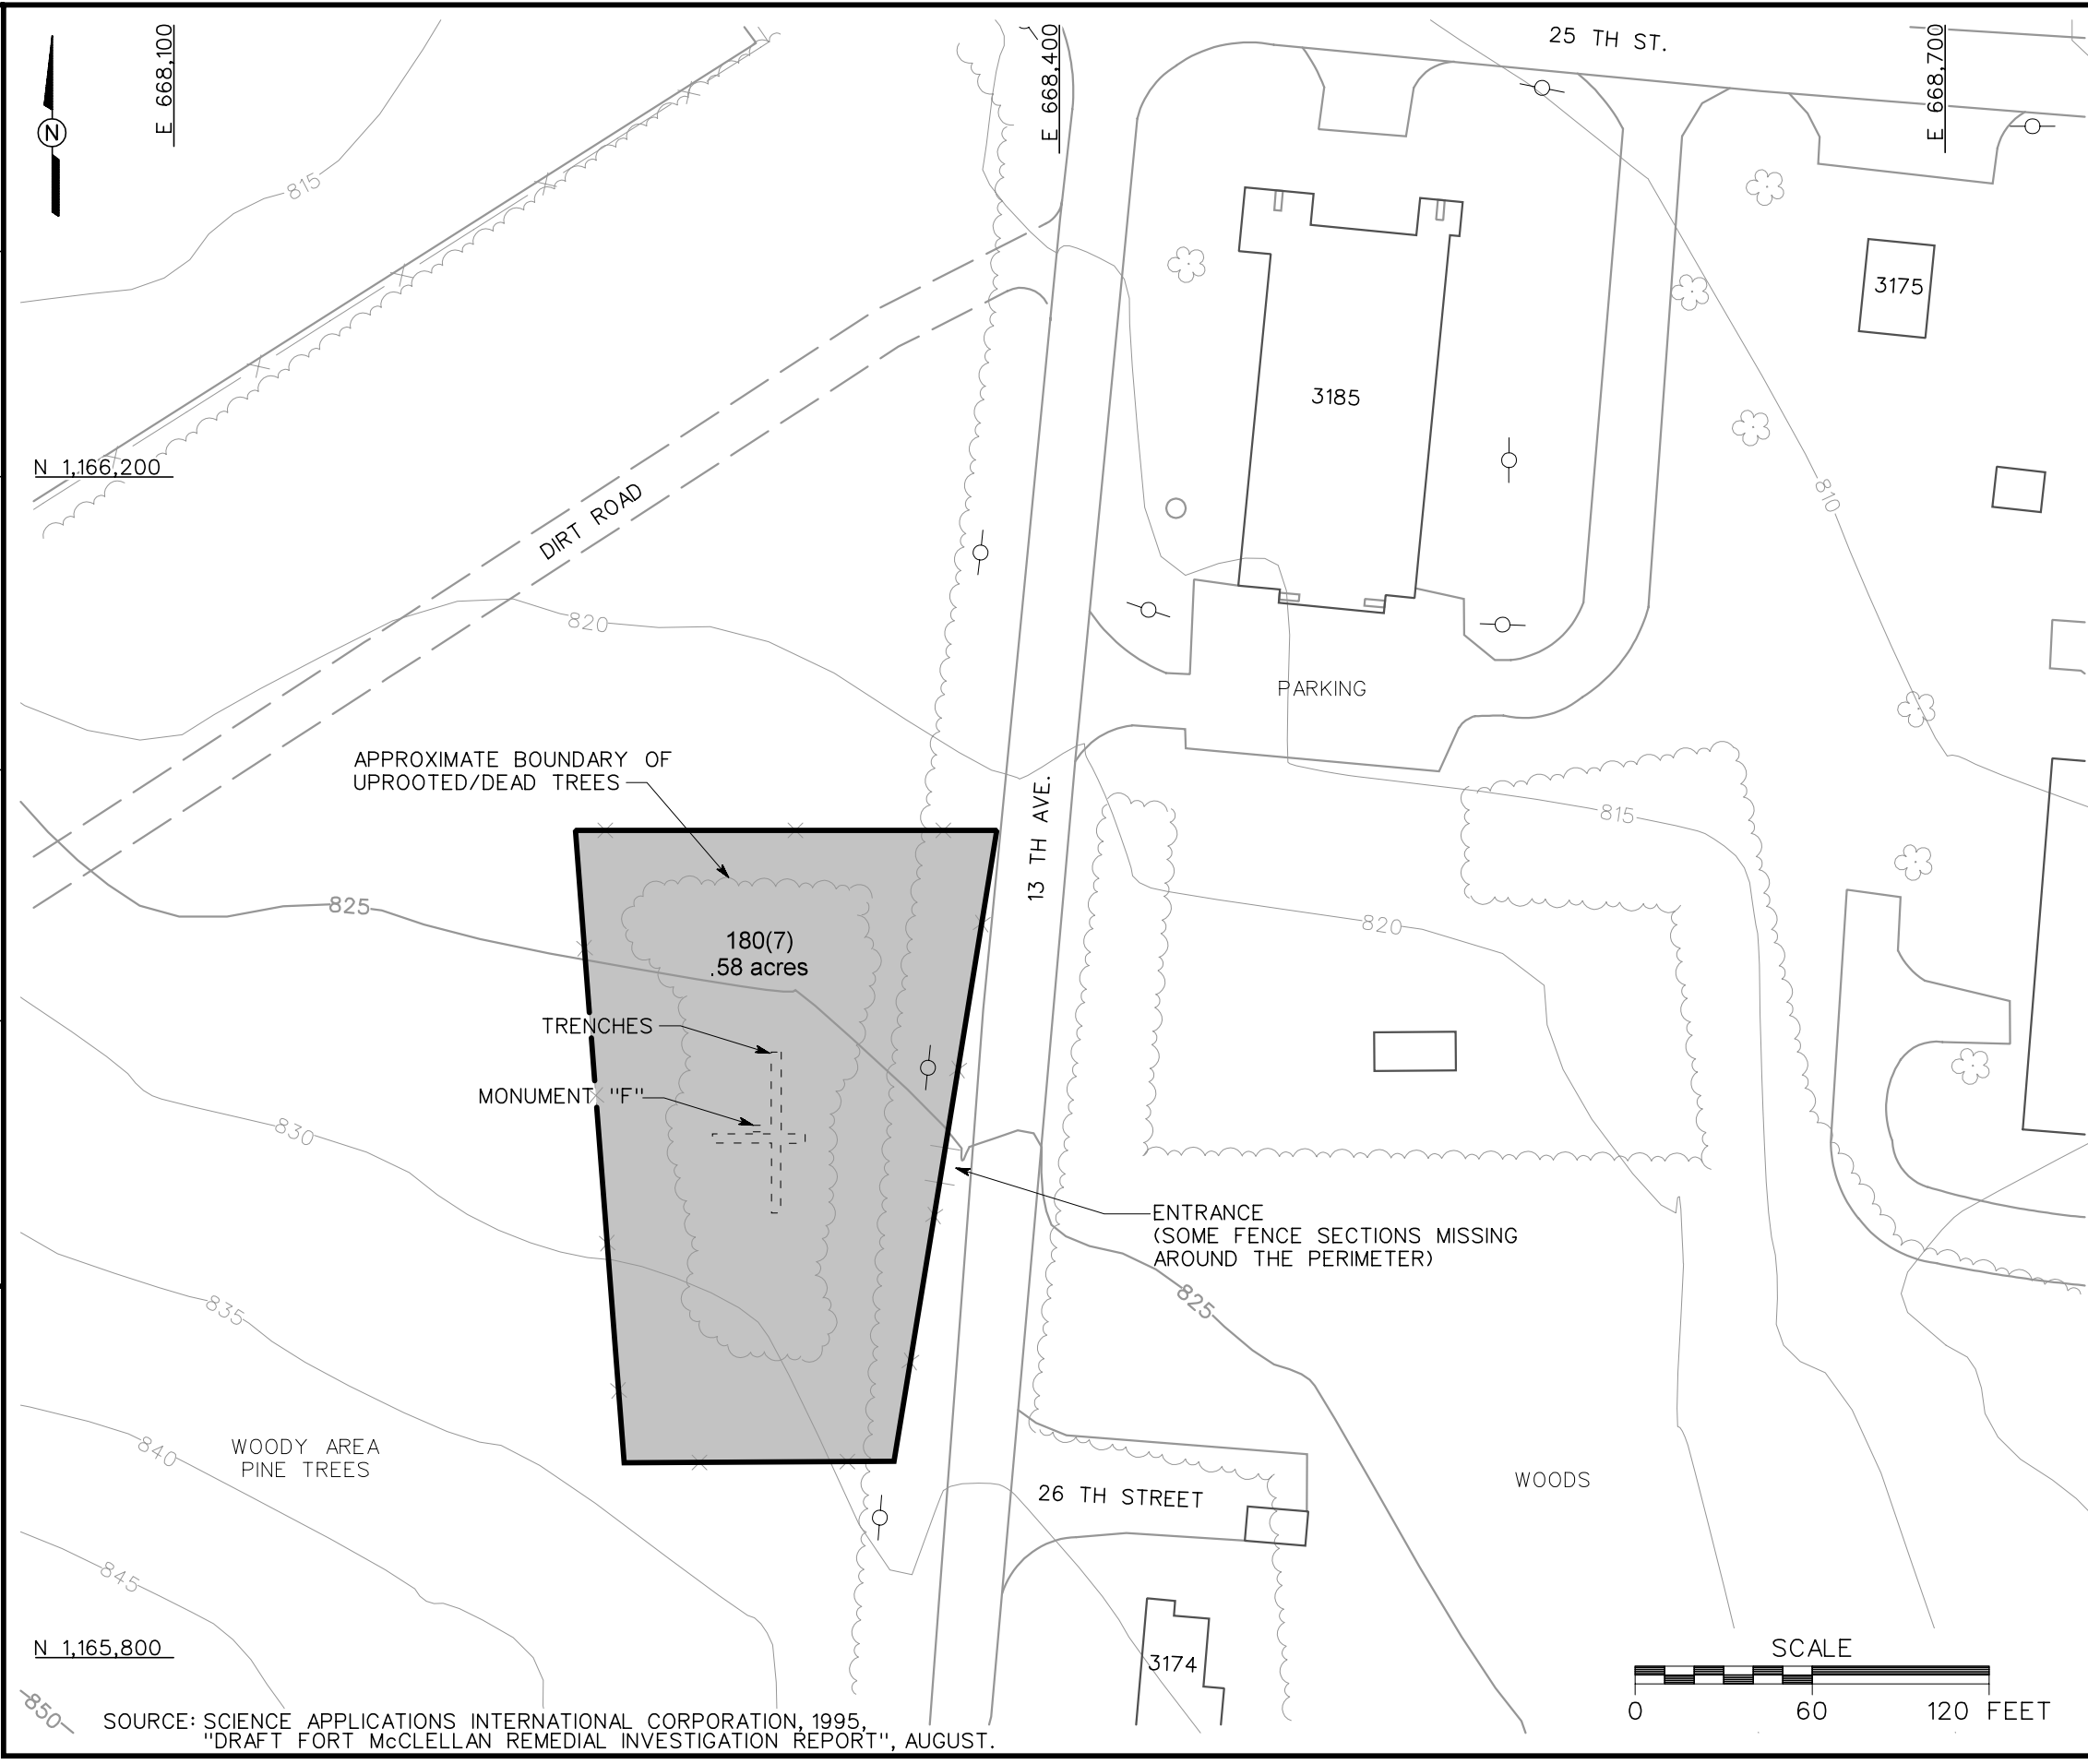 25 TH ST.
E 668,100
E 668,400
E 668,700
N
815
3175
3185
N 1,166,200
810
DIRT ROAD
820
PARKING
APPROXIMATE BOUNDARY OF
UPROOTED/DEAD TREES
13 TH AVE.
815
825
820
180(7)
.58 acres
TRENCHES
MONUMENT "F"
830
ENTRANCE
(SOME FENCE SECTIONS MISSING
AROUND THE PERIMETER)
825
835
840
WOODY AREA
PINE TREES
WOODS
26 TH STREET
845
N 1,165,800
3174
SCALE
0 60 120 FEET
850
SOURCE: SCIENCE APPLICATIONS INTERNATIONAL CORPORATION, 1995,
"DRAFT FORT McCLELLAN REMEDIAL INVESTIGATION REPORT", AUGUST.